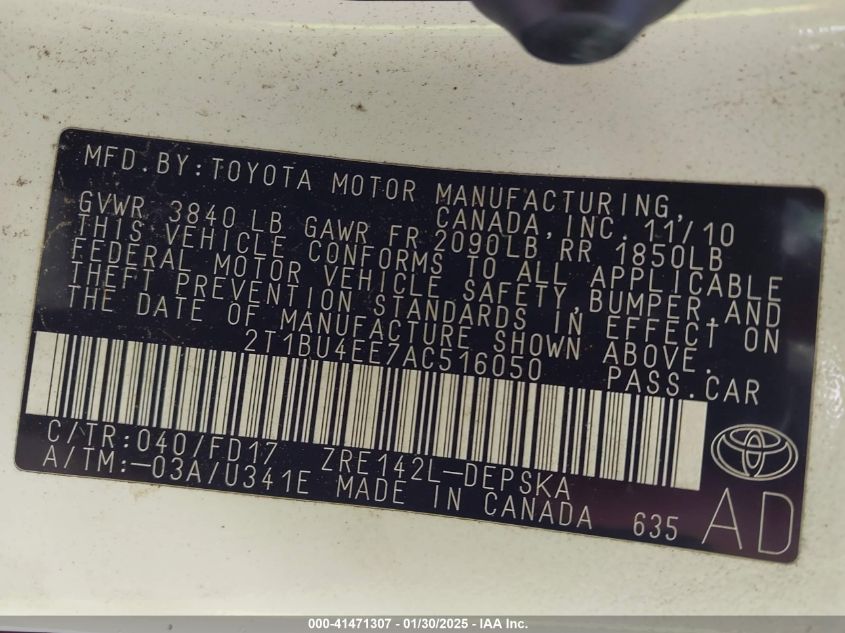 MFD.BY:TOYOTA MOTOR MANUFACTURING,
CANADA,INC. 11/10
GVWR 3840 LB GAWR FR 2090LB RR 1850LB
THIS VEHICLE CONFORMS TO ALL APPLICABLE
FEDERAL MOTOR VEHICLE SAFETY,BUMPER,AND
THEFT PREVENTION STANDARDS IN EFFECT ON
THE DATE OF MANUFACTURE SHOWN ABOVE.
2T1BU4EE7AC516050 PASS.CAR
C/TR:040/FD17 ZRE142L-DEPSKA
A/TM:-03A/U341E MADE IN CANADA 635 AD
000-41471307 - 01/30/2025 - IAA Inc.